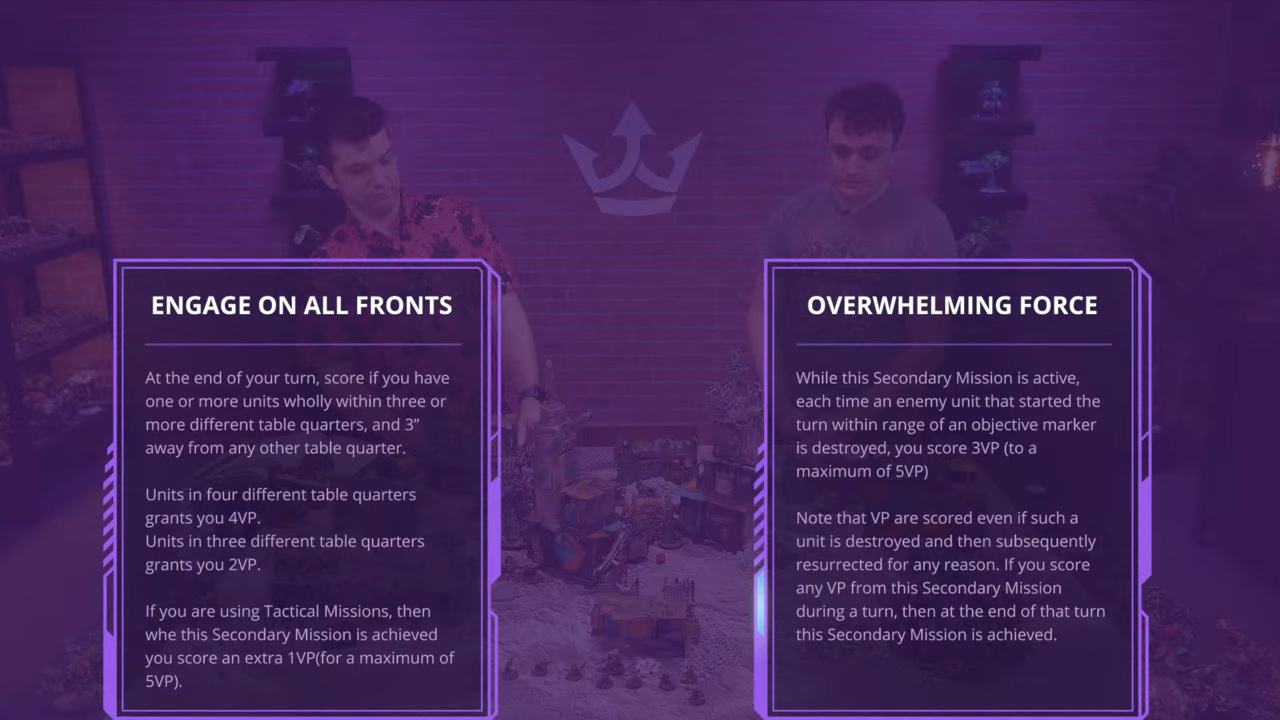 ENGAGE ON ALL FRONTS
At the end of your turn, score if you have
one or more units wholly within three or
more different table quarters, and 3”
away from any other table quarter.
Units in four different table quarters
grants you 4VP.
Units in three different table quarters
grants you 2VP.
If you are using Tactical Missions, then
whe this Secondary Mission is achieved
you score an extra 1VP(for a maximum of
5VP).
OVERWHELMING FORCE
While this Secondary Mission is active,
each time an enemy unit that started the
turn within range of an objective marker
is destroyed, you score 3VP (to a
maximum of 5VP)
Note that VP are scored even if such a
unit is destroyed and then subsequently
resurrected for any reason. If you score
any VP from this Secondary Mission
during a turn, then at the end of that turn
this Secondary Mission is achieved.